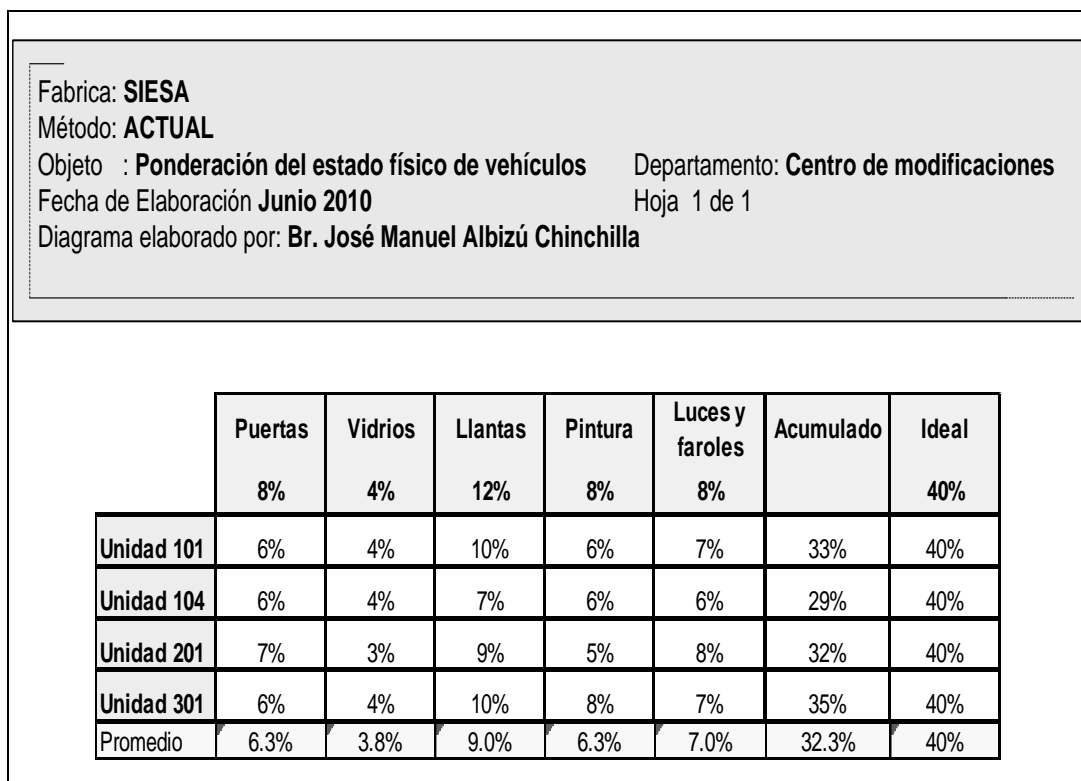 Fabrica: SIESA
Método: ACTUAL
Objeto : Ponderación del estado físico de vehículos Departamento: Centro de modificaciones
Fecha de Elaboración Junio 2010 Hoja 1 de 1
Diagrama elaborado por: Br. José Manuel Albizú Chinchilla
Puertas Vidrios Llantas Pintura Luces y faroles Acumulado Ideal
8% 4% 12% 8% 8% 40%
Unidad 101 6% 4% 10% 6% 7% 33% 40%
Unidad 104 6% 4% 7% 6% 6% 29% 40%
Unidad 201 7% 3% 9% 5% 8% 32% 40%
Unidad 301 6% 4% 10% 8% 7% 35% 40%
Promedio 6.3% 3.8% 9.0% 6.3% 7.0% 32.3% 40%